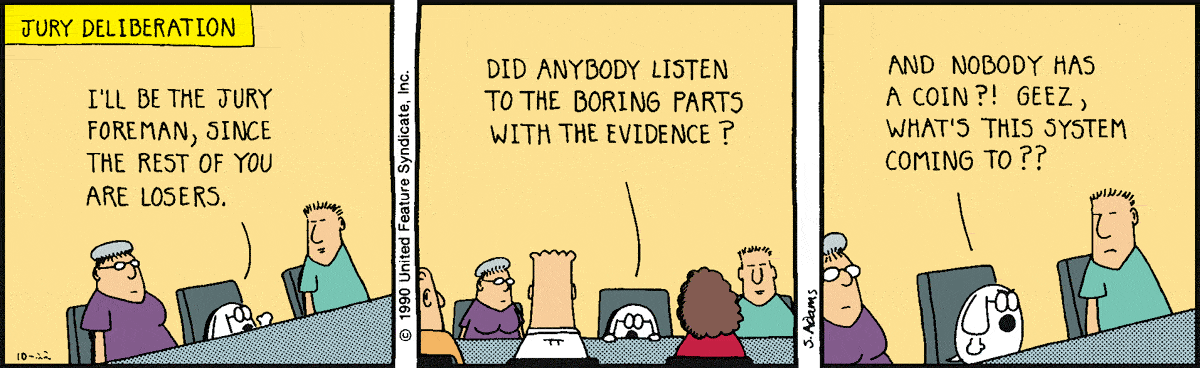 JURY DELIBERATION
I'LL BE THE JURY
FOREMAN, SINCE
THE REST OF YOU
ARE LOSERS.
10-22
© 1990 United Feature Syndicate, Inc.
DID ANYBODY LISTEN
TO THE BORING PARTS
WITH THE EVIDENCE?
S. Adams
AND NOBODY HAS
A COIN?! GEEZ,
WHAT'S THIS SYSTEM
COMING TO??